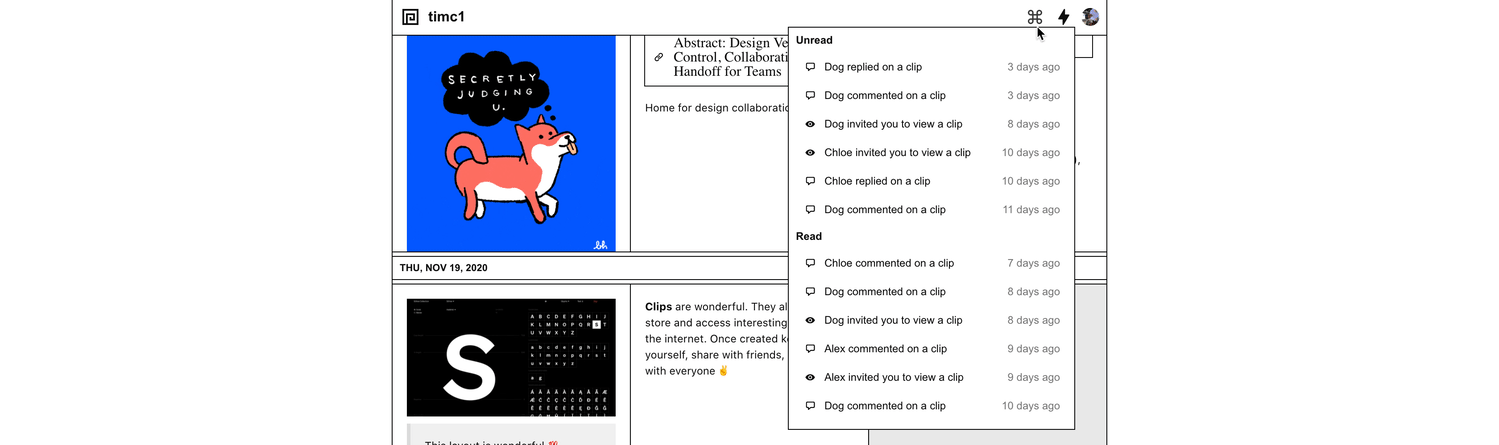 timc1
SECRETLY
JUDGING
U.
bh
Abstract: Design Ve
Control, Collaborati
Handoff for Teams
Home for design collaboratio
Unread
Dog replied on a clip 3 days ago
Dog commented on a clip 3 days ago
Dog invited you to view a clip 8 days ago
Chloe invited you to view a clip 10 days ago
Chloe replied on a clip 10 days ago
Dog commented on a clip 11 days ago
Read
Chloe commented on a clip 7 days ago
Dog commented on a clip 8 days ago
Dog invited you to view a clip 8 days ago
Alex commented on a clip 9 days ago
Alex invited you to view a clip 9 days ago
Dog commented on a clip 10 days ago
THU, NOV 19, 2020
S
A B C D E F G H I J
K L M N O P Q R S T
U V W X Y Z
a b c d e f g h i j
k l m n o p q r s t
u v w x y z
Clips are wonderful. They al
store and access interesting
the internet. Once created k
yourself, share with friends,
with everyone ✌️
This layout is wonderful 💯